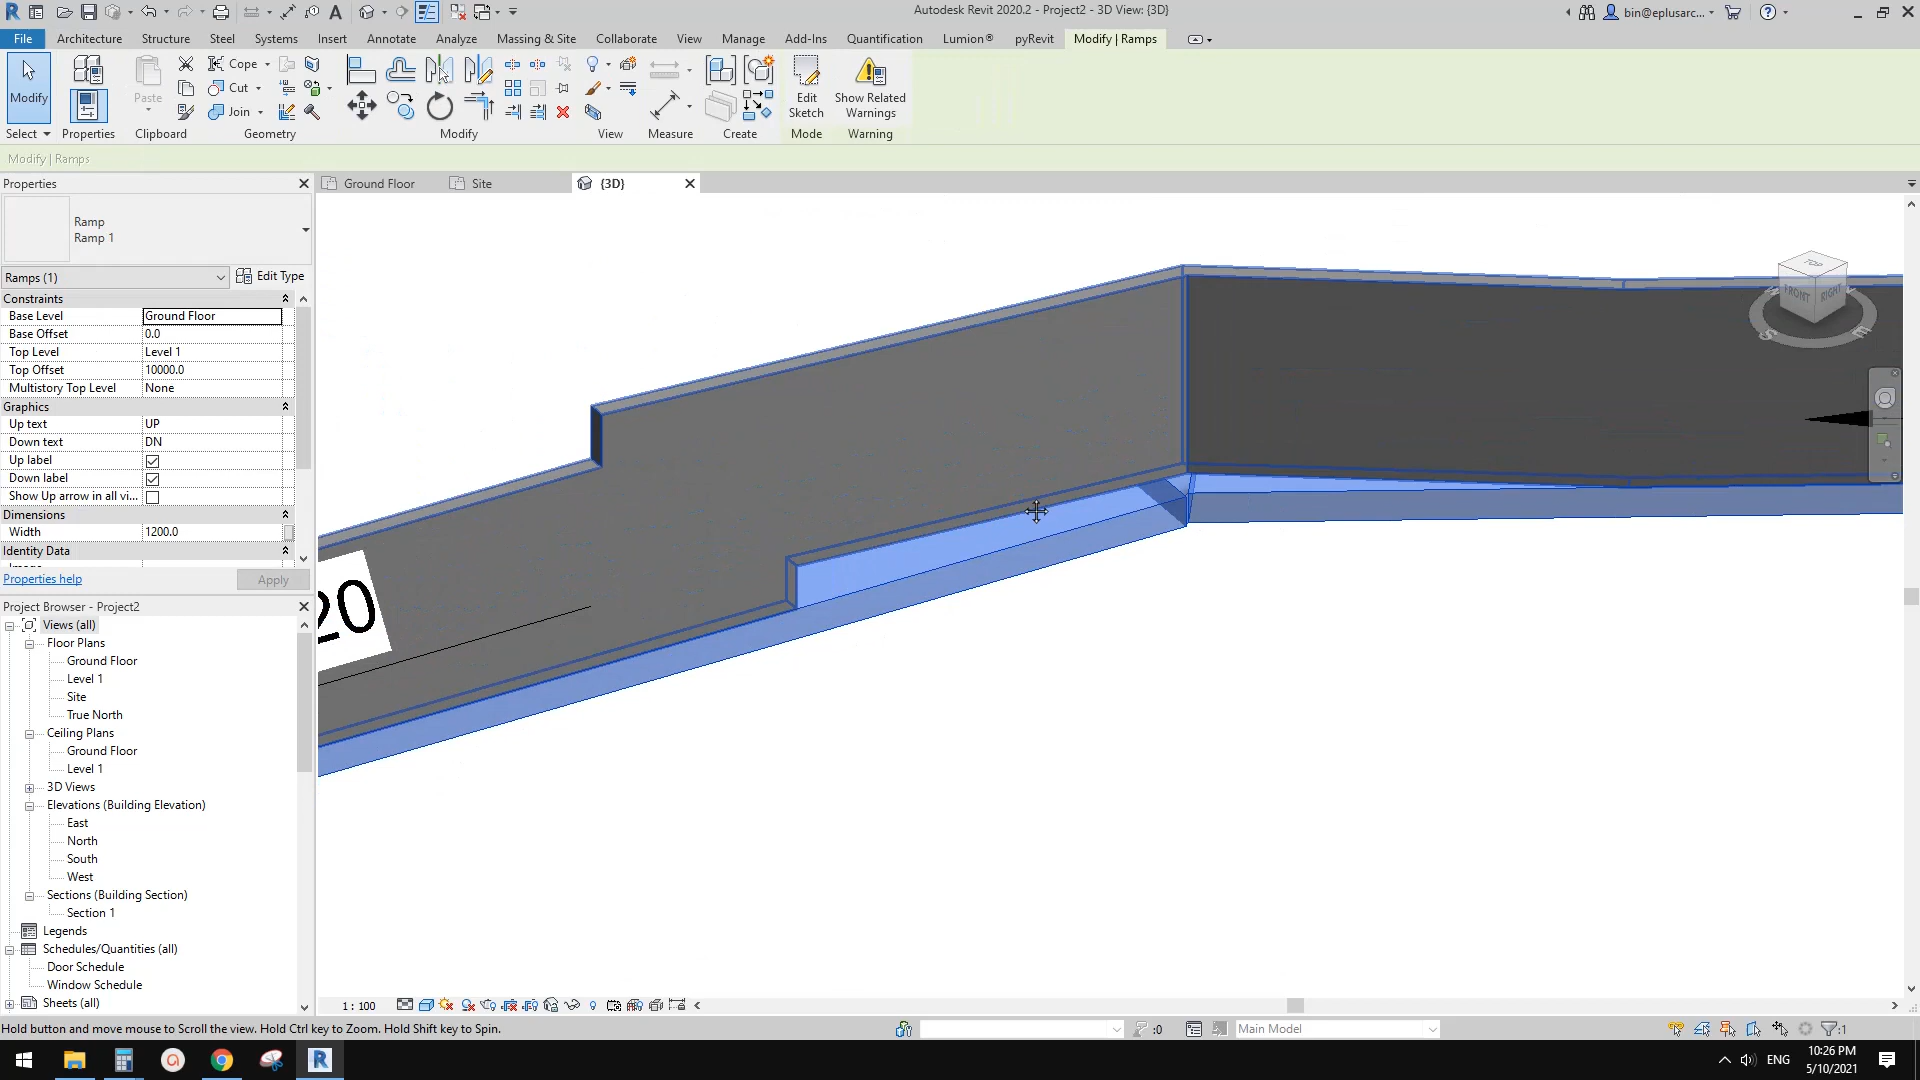 Autodesk Revit 2020.2 - Project2 - 3D View: {3D}
bin@eplusarc...
File Architecture Structure Steel Systems Insert Annotate Analyze Massing & Site Collaborate View Manage Add-Ins Quantification Lumion® pyRevit Modify | Ramps
Modify
Paste
Cope
Cut
Join
Edit Sketch
Show Related Warnings
Select Properties Clipboard Geometry Modify View Measure Create Mode Warning
Modify | Ramps
Properties
Ground Floor
Site
{3D}
Ramp
Ramp 1
Ramps (1)
Edit Type
Constraints
Base Level Ground Floor
Base Offset 0.0
Top Level Level 1
Top Offset 10000.0
Multistory Top Level None
Graphics
Up text UP
Down text DN
Up label
Down label
Show Up arrow in all vi...
Dimensions
Width 1200.0
Identity Data
Properties help
Apply
Project Browser - Project2
Views (all)
Floor Plans
Ground Floor
Level 1
Site
True North
Ceiling Plans
Ground Floor
Level 1
3D Views
Elevations (Building Elevation)
East
North
South
West
Sections (Building Section)
Section 1
Legends
Schedules/Quantities (all)
Door Schedule
Window Schedule
Sheets (all)
20
TOP
FRONT
RIGHT
S
E
1 : 100
Hold button and move mouse to Scroll the view. Hold Ctrl key to Zoom. Hold Shift key to Spin.
:0
Main Model
:1
ENG
10:26 PM
5/10/2021